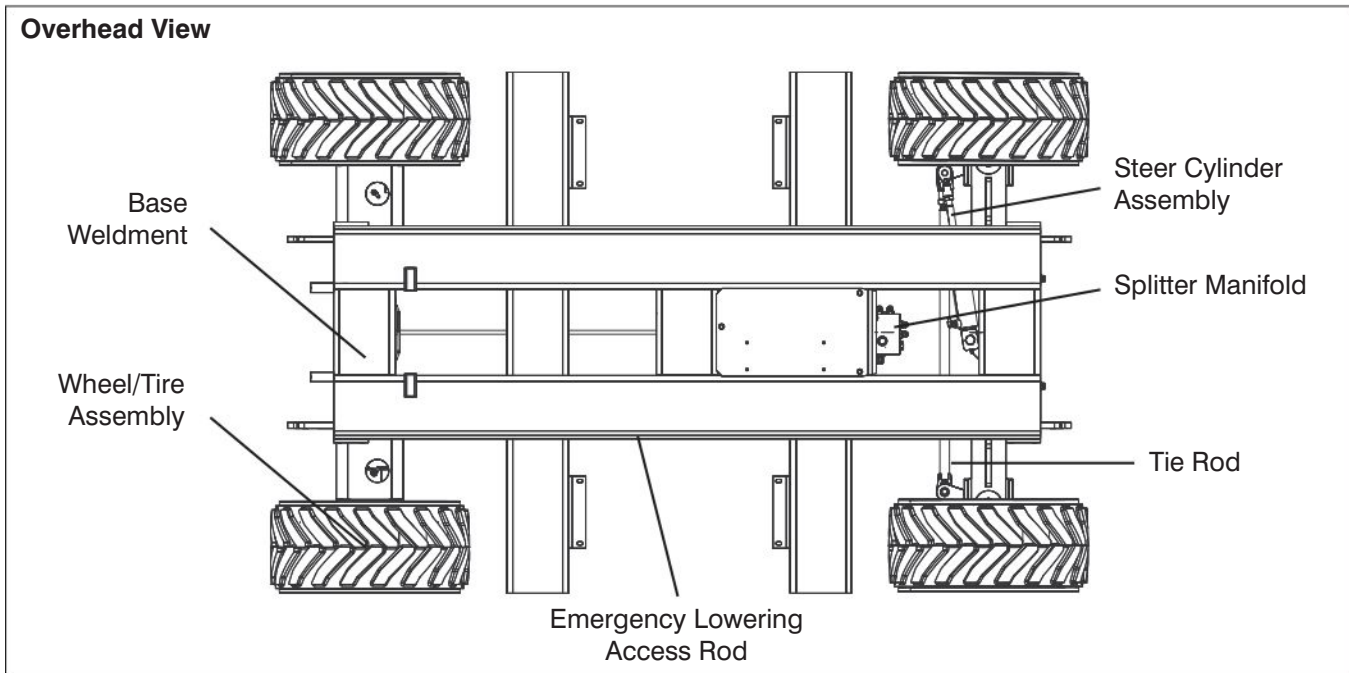 Overhead View
Base
Weldment
Wheel/Tire
Assembly
Steer Cylinder
Assembly
Splitter Manifold
Tie Rod
Emergency Lowering
Access Rod